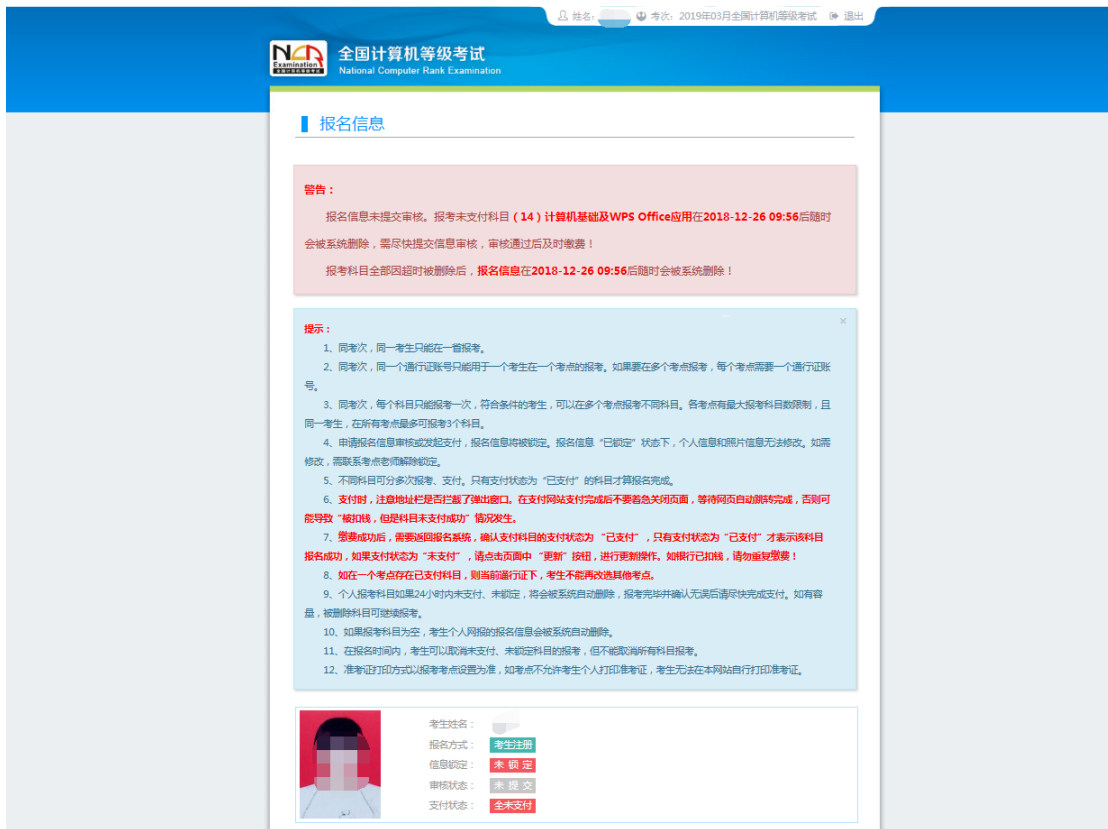 姓名:
考次: 2019年03月全国计算机等级考试
退出
NCR
Examination
全国计算机等级考试
全国计算机等级考试
National Computer Rank Examination
报名信息
警告：
报名信息未提交审核。报考未支付科目（14）计算机基础及WPS Office应用在2018-12-26 09:56后随时
会被系统删除，需尽快提交信息审核，审核通过后及时缴费！
报考科目全部因超时被删除后，报名信息在2018-12-26 09:56后随时会被系统删除！
×
提示：
1、同考次，同一考生只能在一省报考。
2、同考次，同一个通行证账号只能用于一个考生在一个考点的报考。如果要在多个考点报考，每个考点需要一个通行证账
号。
3、同考次，每个科目只能报考一次，符合条件的考生，可以在多个考点报考不同科目。各考点有最大报考科目数限制，且
同一考生，在所有考点最多可报考3个科目。
4、申请报名信息审核或发起支付，报名信息将被锁定。报名信息“已锁定”状态下，个人信息和照片信息无法修改。如需
修改，需联系考点老师解除锁定。
5、不同科目可分多次报考、支付。只有支付状态为“已支付”的科目才算报名完成。
6、支付时，注意地址栏是否拦截了弹出窗口。在支付网站支付完成后不要着急关闭页面，等待网页自动跳转完成，否则可
能导致“被扣钱，但是科目未支付成功”情况发生。
7、缴费成功后，需要返回报名系统，确认支付科目的支付状态为“已支付”，只有支付状态为“已支付”才表示该科目
报名成功，如果支付状态为“未支付”，请点击页面中“更新”按钮，进行更新操作。如银行已扣钱，请勿重复缴费！
8、如在一个考点存在已支付科目，则当前通行证下，考生不能再改选其他考点。
9、个人报考科目如果24小时内未支付、未锁定，将会被系统自动删除，报考完毕并确认无误后请尽快完成支付。如有容
量，被删除科目可继续报考。
10、如果报考科目为空，考生个人网报的报名信息会被系统自动删除。
11、在报名时间内，考生可以取消未支付、未锁定科目的报考，但不能取消所有科目报考。
12、准考证打印方式以报考考点设置为准，如考点不允许考生个人打印准考证，考生无法在本网站自行打印准考证。
考生姓名：
报名方式： 考生注册
信息锁定： 未 锁 定
审核状态： 未 提 交
支付状态： 全未支付